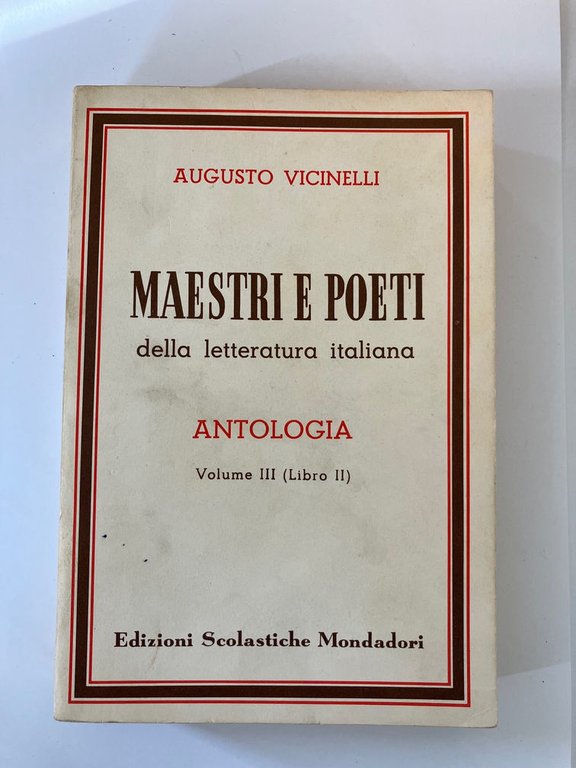 AUGUSTO VICINELLI
MAESTRI E POETI
della letteratura italiana
ANTOLOGIA
Volume III (Libro II)
Edizioni Scolastiche Mondadori